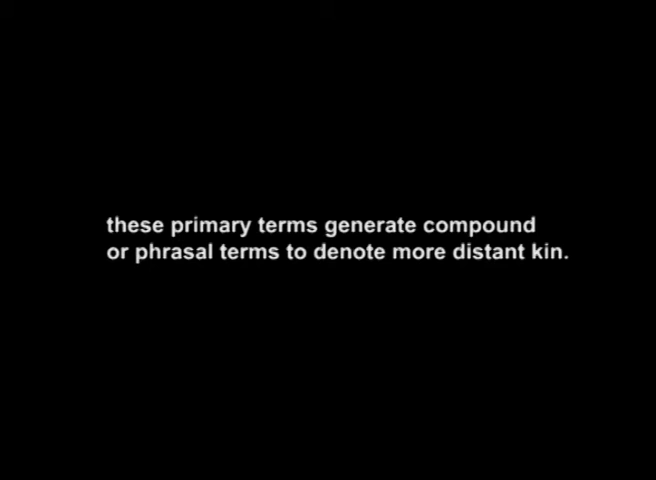 these primary terms generate compound
or phrasal terms to denote more distant kin.